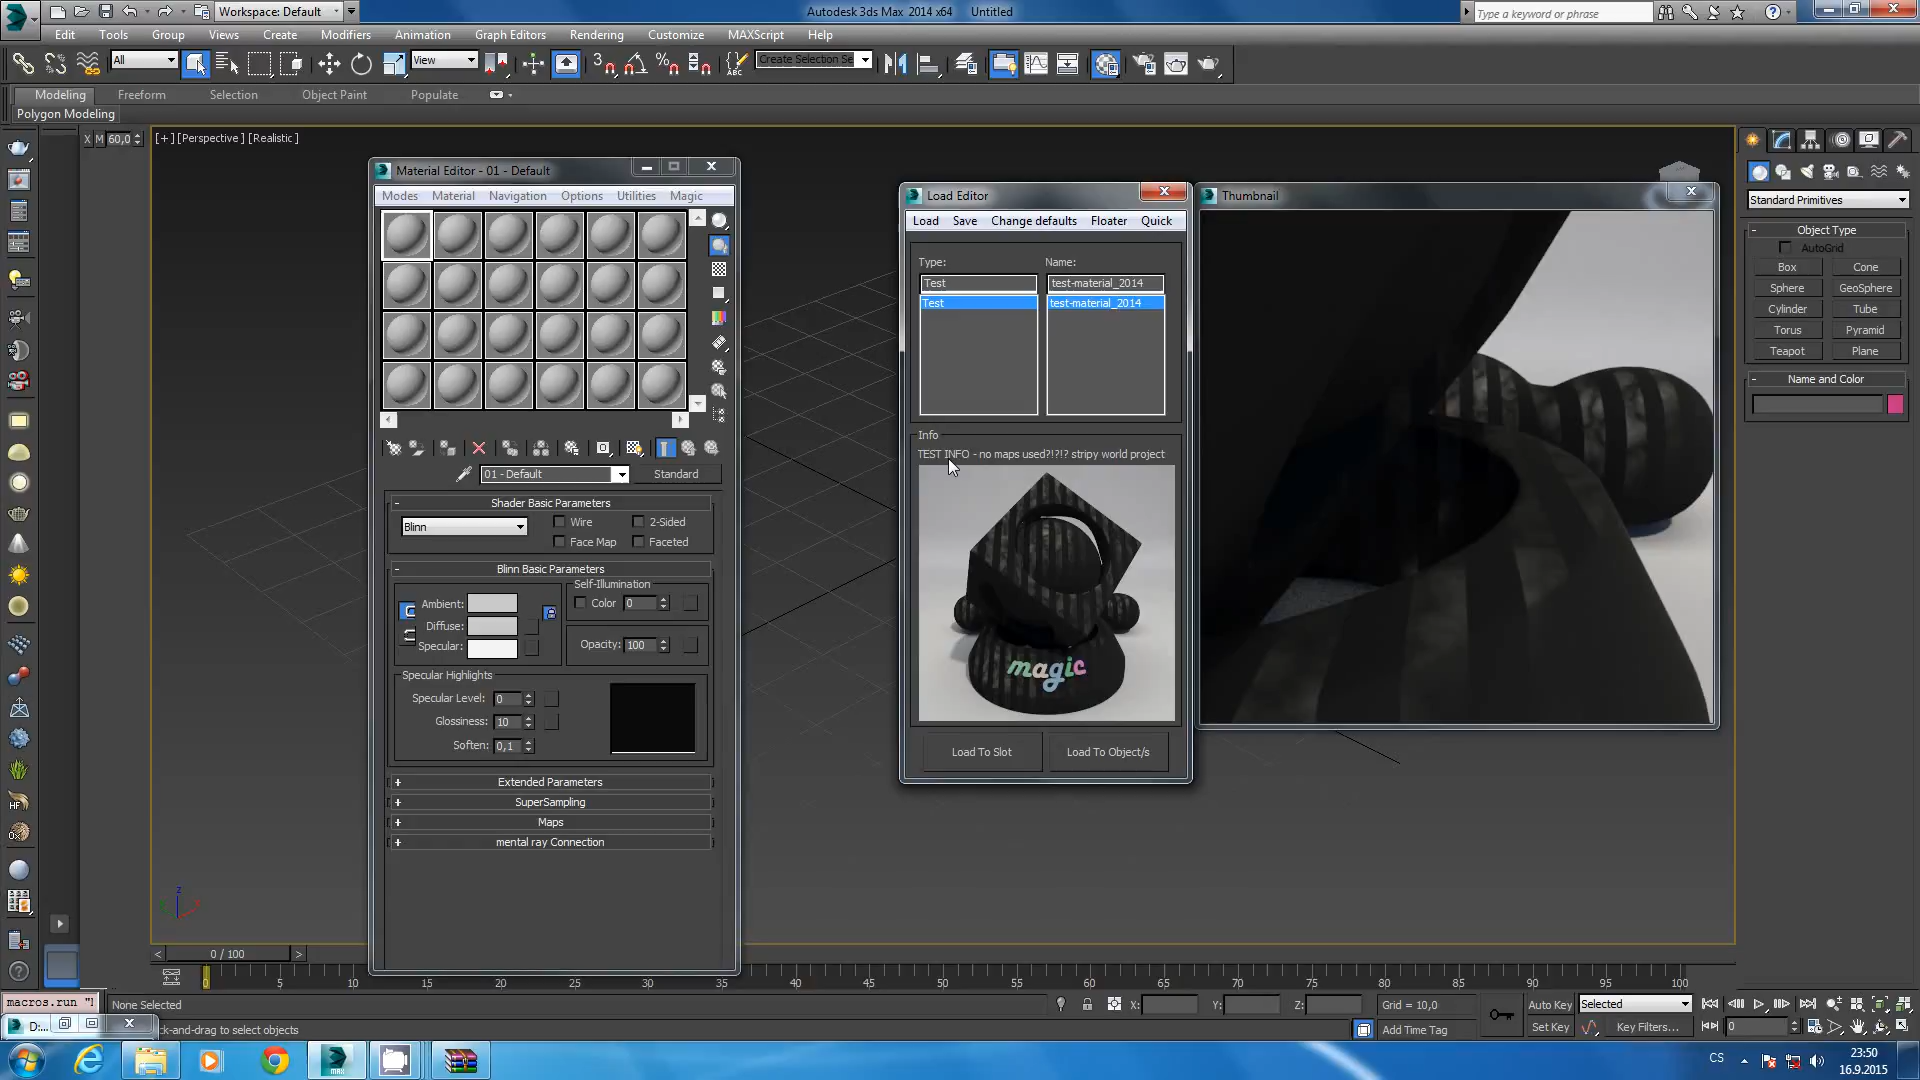 Workspace: Default
Autodesk 3ds Max 2014 x64 Untitled
Type a keyword or phrase
Edit Tools Group Views Create Modifiers Animation Graph Editors Rendering Customize MAXScript Help
All
View
Create Selection Se
Modeling Freeform Selection Object Paint Populate
Polygon Modeling
X M 60,0
[+][Perspective][Realistic]
Material Editor - 01 - Default
Modes Material Navigation Options Utilities Magic
01 - Default
Standard
- Shader Basic Parameters
Blinn
Wire
2-Sided
Face Map
Faceted
- Blinn Basic Parameters
Self-Illumination
Ambient:
Color 0
Diffuse:
Specular:
Opacity: 100
Specular Highlights
Specular Level: 0
Glossiness: 10
Soften: 0,1
+ Extended Parameters
+ SuperSampling
+ Maps
+ mental ray Connection
Load Editor
Load Save Change defaults Floater Quick
Type: Name:
Test test-material_2014
Test test-material_2014
Info
TEST INFO - no maps used?!?!? stripy world project
magic
Load To Slot Load To Object/s
Thumbnail
Standard Primitives
- Object Type
AutoGrid
Box Cone
Sphere GeoSphere
Cylinder Tube
Torus Pyramid
Teapot Plane
- Name and Color
z
x
< 0 / 100 >
0 5 10 15 20 25 30 35 40 45 50 55 60 65 70 75 80 85 90 95 100
macros.run "I
None Selected
X: Y: Z: Grid = 10,0
Auto Key Selected
D:...
ck-and-drag to select objects
Add Time Tag
Set Key Key Filters... 0
MAX
CS
23:50
16.9.2015